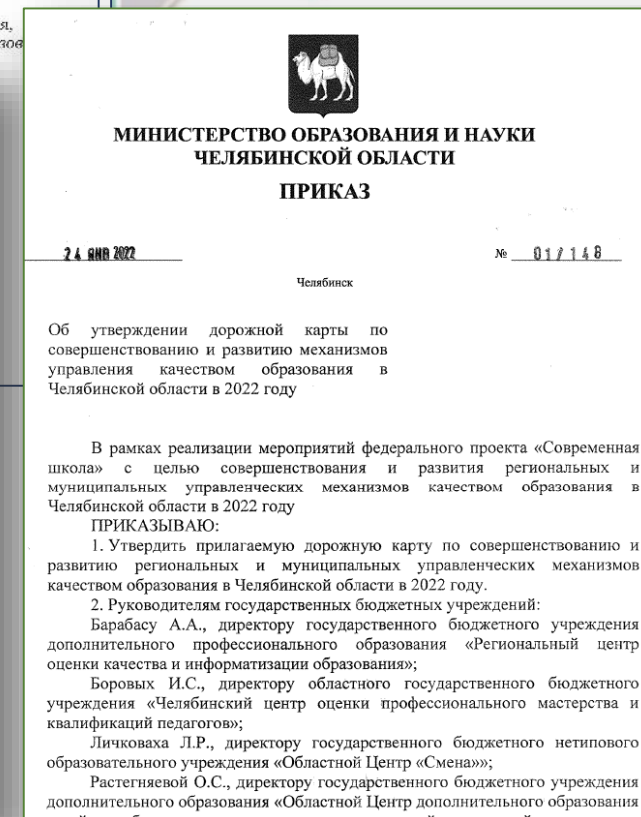 я,
зов
МИНИСТЕРСТВО ОБРАЗОВАНИЯ И НАУКИ
ЧЕЛЯБИНСКОЙ ОБЛАСТИ
ПРИКАЗ
24 ЯНВ 2022 № 01/148
Челябинск
Об утверждении дорожной карты по
совершенствованию и развитию механизмов
управления качеством образования в
Челябинской области в 2022 году
В рамках реализации мероприятий федерального проекта «Современная
школа» с целью совершенствования и развития региональных и
муниципальных управленческих механизмов качеством образования в
Челябинской области в 2022 году
ПРИКАЗЫВАЮ:
1. Утвердить прилагаемую дорожную карту по совершенствованию и
развитию региональных и муниципальных управленческих механизмов
качеством образования в Челябинской области в 2022 году.
2. Руководителям государственных бюджетных учреждений:
Барабасу А.А., директору государственного бюджетного учреждения
дополнительного профессионального образования «Региональный центр
оценки качества и информатизации образования»;
Боровых И.С., директору областного государственного бюджетного
учреждения «Челябинский центр оценки профессионального мастерства и
квалификаций педагогов»;
Личковаха Л.Р., директору государственного бюджетного нетипового
образовательного учреждения «Областной Центр «Смена»»;
Растегняевой О.С., директору государственного бюджетного учреждения
дополнительного образования «Областной Центр дополнительного образования